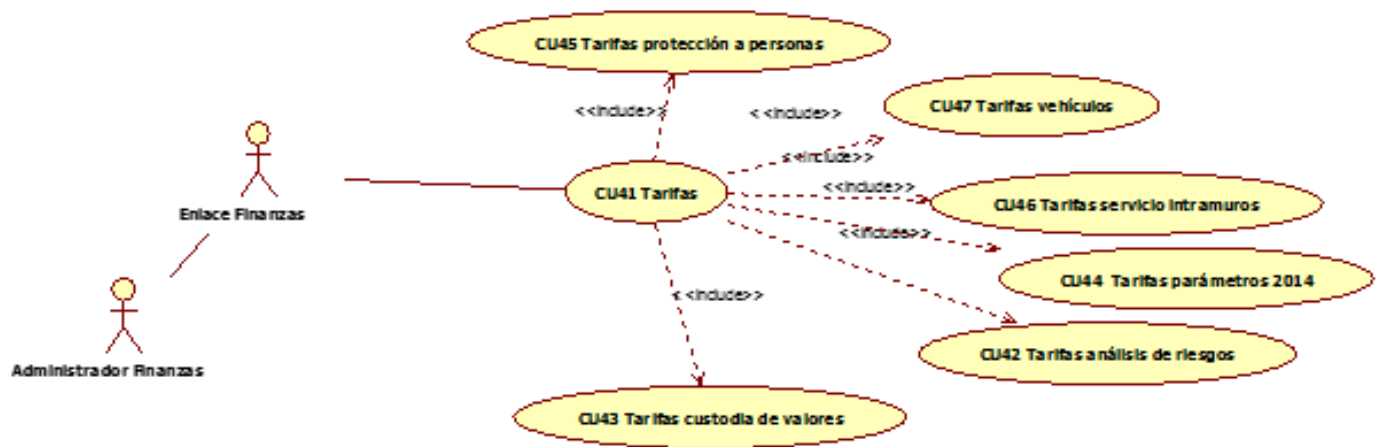 CU45 Tarifas protección a personas
<<include>>
<<include>>
CU47 Tarifas vehículos
<<include>>
Enlace Finanzas
CU41 Tarifas
<<include>>
CU46 Tarifas servicio intramuros
<<include>>
CU44 Tarifas parámetros 2014
<<include>>
CU42 Tarifas análisis de riesgos
Administrador Finanzas
CU43 Tarifas custodia de valores